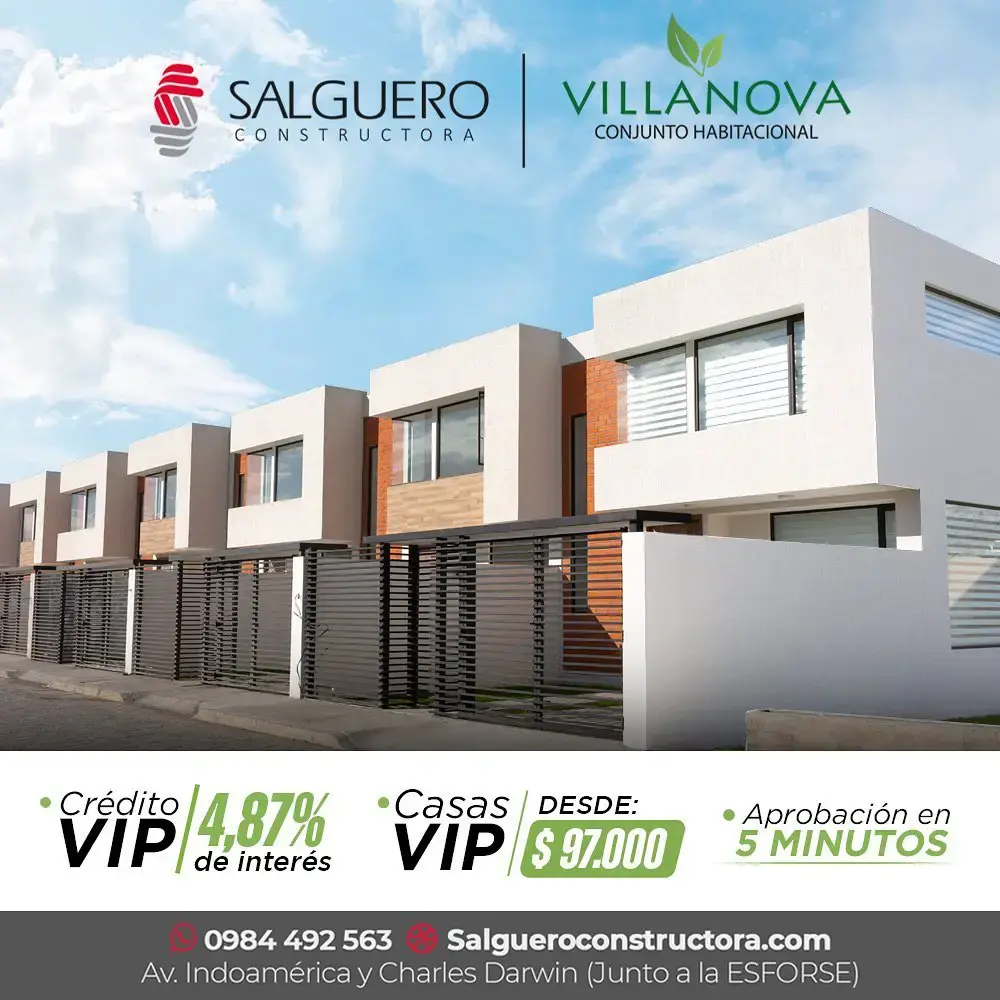 SALGUERO
CONSTRUCTORA
VILLANOVA
CONJUNTO HABITACIONAL
• Crédito
VIP
4,87%
de interés
• Casas
VIP
DESDE:
$ 97.000
• Aprobación en
5 MINUTOS
0984 492 563 Salgueroconstructora.com
Av. Indoamérica y Charles Darwin (Junto a la ESFORSE)